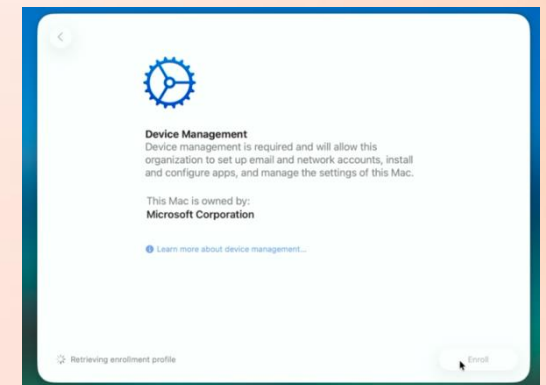 Device Management
Device management is required and will allow this
organization to set up email and network accounts, install
and configure apps, and manage the settings of this Mac.
This Mac is owned by:
Microsoft Corporation
Learn more about device management...
Retrieving enrollment profile
Enroll